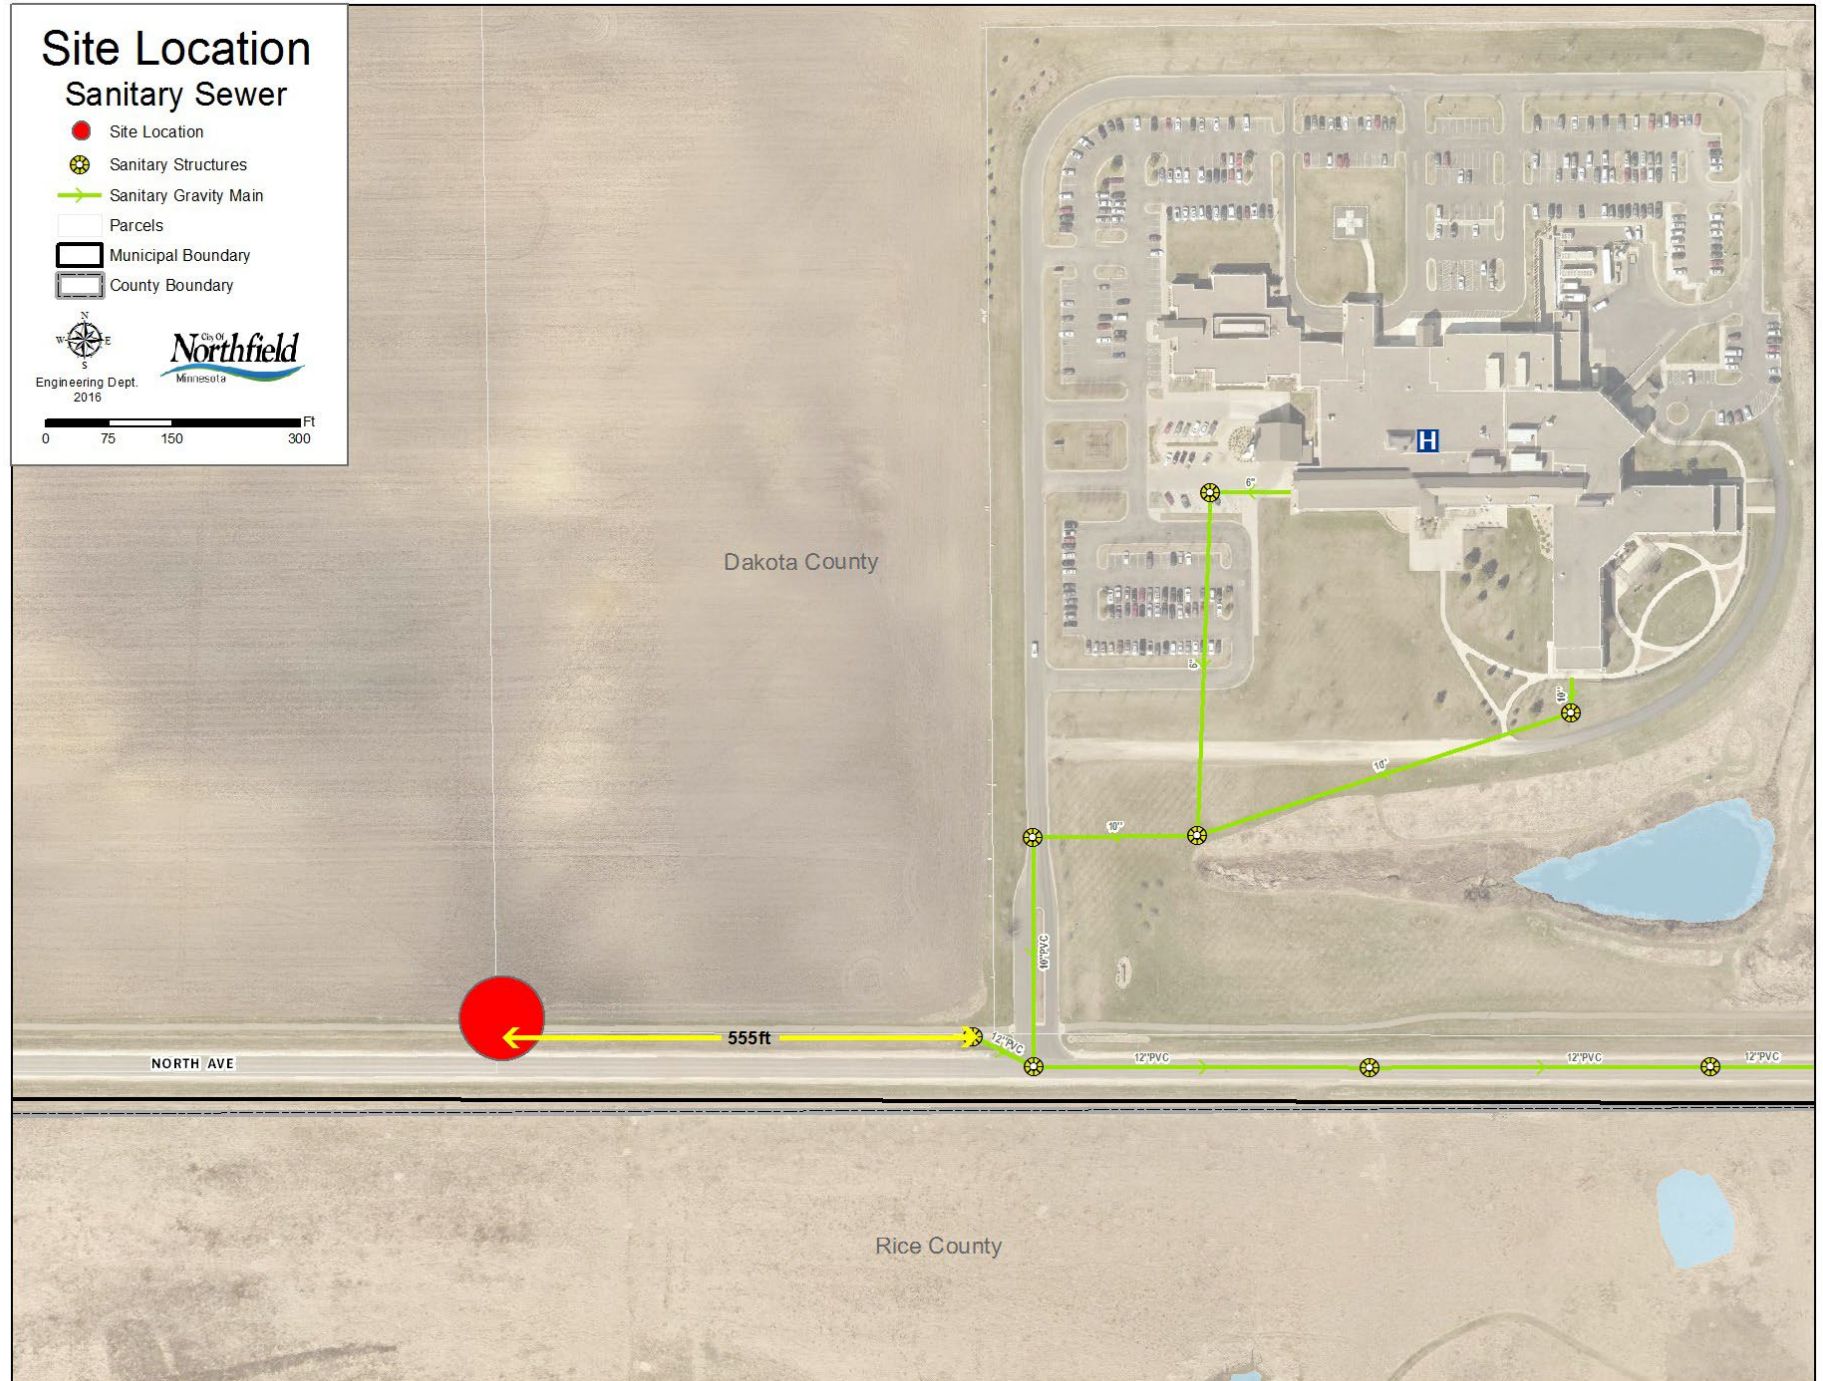 Site Location
Sanitary Sewer
Site Location
Sanitary Structures
Sanitary Gravity Main
Parcels
Municipal Boundary
County Boundary
N
W E
S
Engineering Dept.
2016
City Of
Northfield
Minnesota
Ft
0 75 150 300
H
6"
Dakota County
6"
10"
10"
10"
10"PVC
555ft
12"PVC
NORTH AVE
12"PVC
12"PVC
12"PVC
Rice County